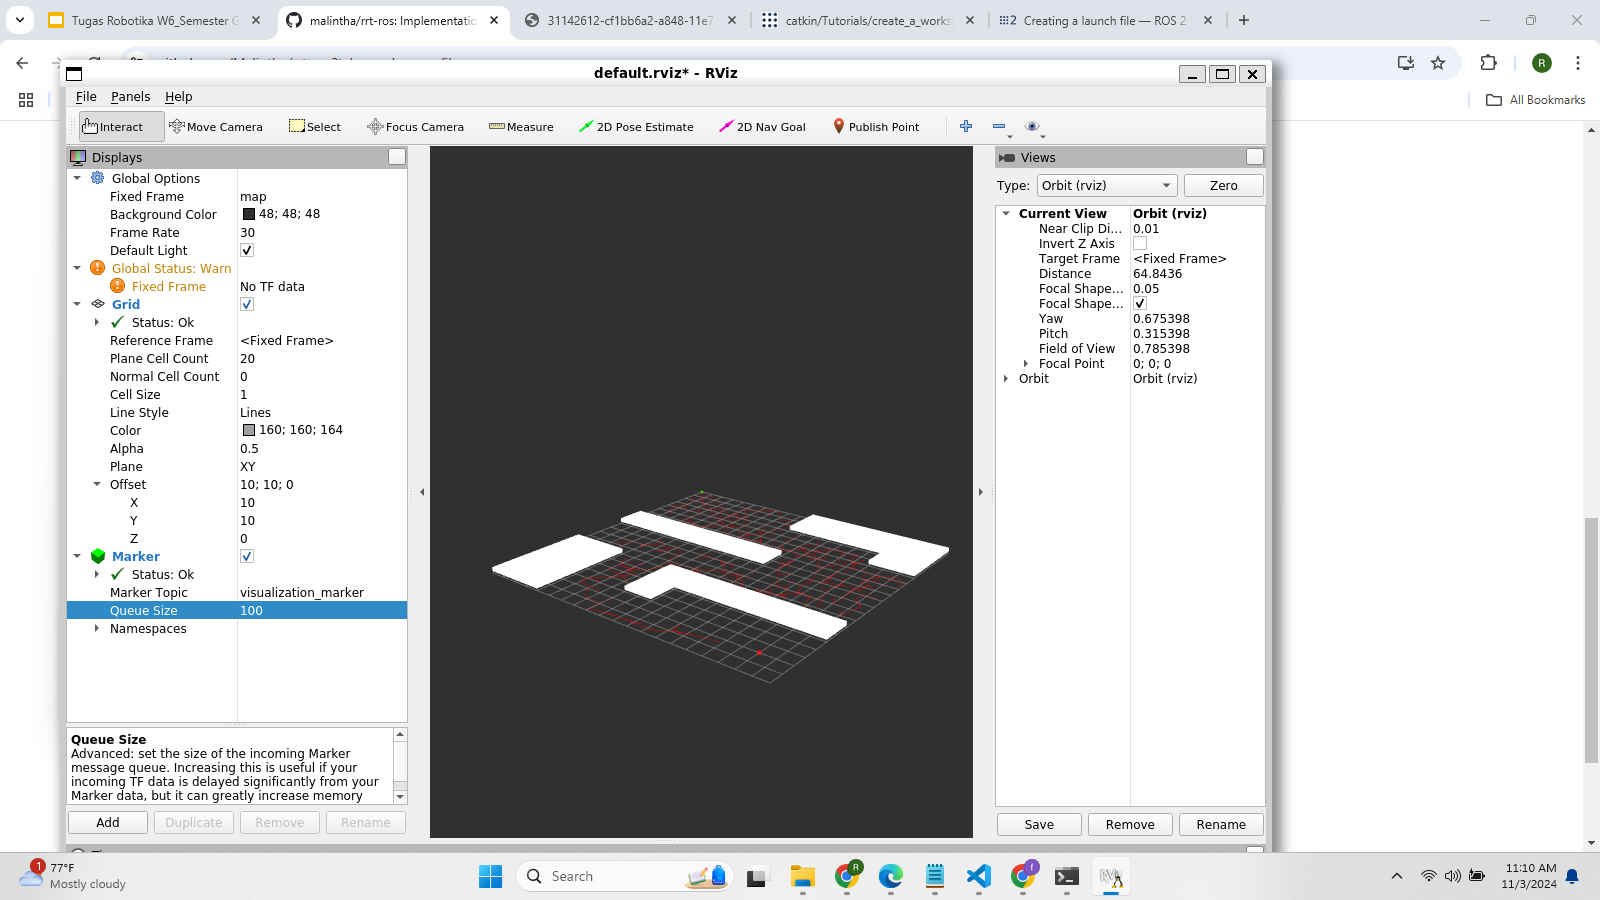 Tugas Robotika W6_Semester G
malintha/rrt-ros: Implementatio
31142612-cf1bb6a2-a848-11e7
catkin/Tutorials/create_a_works
Creating a launch file — ROS 2
R
All Bookmarks
default.rviz* - RViz
File Panels Help
Interact Move Camera Select Focus Camera Measure 2D Pose Estimate 2D Nav Goal Publish Point
Displays
Global Options
Fixed Frame map
Background Color 48; 48; 48
Frame Rate 30
Default Light
Global Status: Warn
Fixed Frame No TF data
Grid
Status: Ok
Reference Frame <Fixed Frame>
Plane Cell Count 20
Normal Cell Count 0
Cell Size 1
Line Style Lines
Color 160; 160; 164
Alpha 0.5
Plane XY
Offset 10; 10; 0
X 10
Y 10
Z 0
Marker
Status: Ok
Marker Topic visualization_marker
Queue Size 100
Namespaces
Queue Size
Advanced: set the size of the incoming Marker
message queue. Increasing this is useful if your
incoming TF data is delayed significantly from your
Marker data, but it can greatly increase memory
Add Duplicate Remove Rename
Views
Type: Orbit (rviz) Zero
Current View Orbit (rviz)
Near Clip Di... 0.01
Invert Z Axis
Target Frame <Fixed Frame>
Distance 64.8436
Focal Shape... 0.05
Focal Shape...
Yaw 0.675398
Pitch 0.315398
Field of View 0.785398
Focal Point 0; 0; 0
Orbit Orbit (rviz)
Save Remove Rename
1
77°F
Mostly cloudy
Search
R
f
11:10 AM
11/3/2024